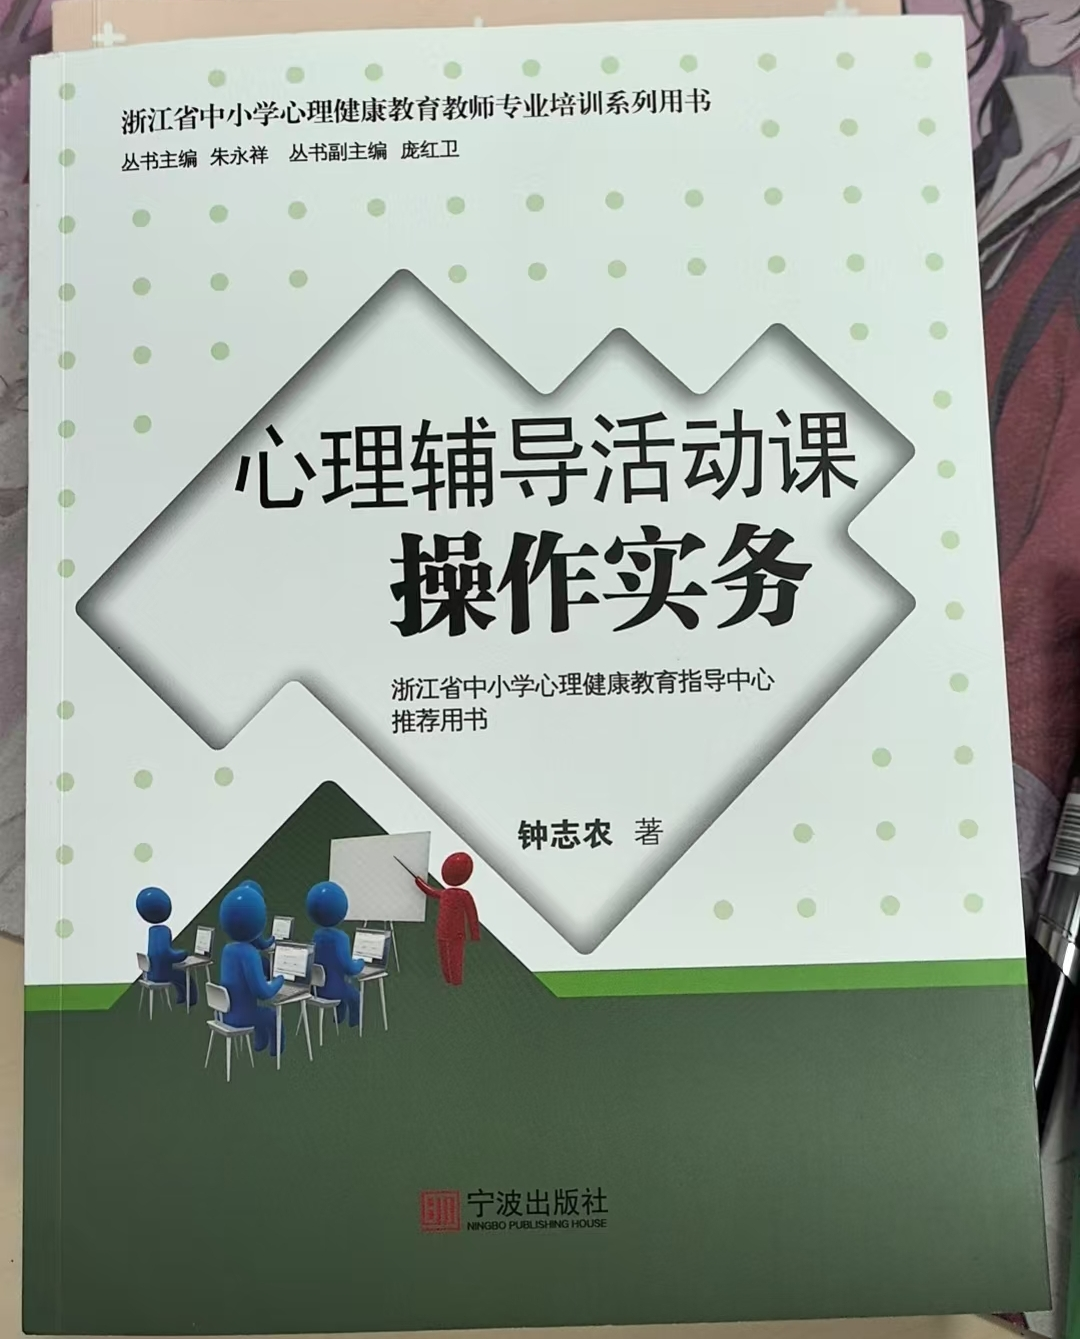 浙江省中小学心理健康教育教师专业培训系列用书
丛书主编 朱永祥 丛书副主编 庞红卫
心理辅导活动课
操作实务
浙江省中小学心理健康教育指导中心
推荐用书
钟志农 著
宁波出版社
NINGBO PUBLISHING HOUSE